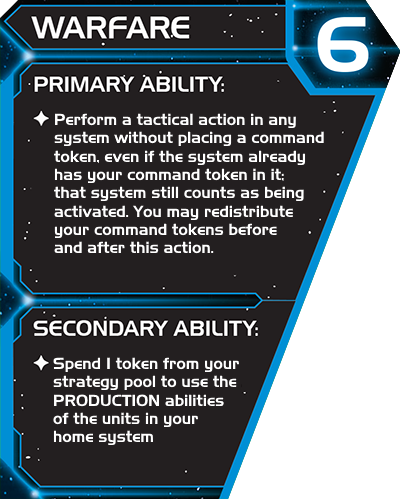 WARFARE
6
PRIMARY ABILITY:
Perform a tactical action in any
system without placing a command
token, even if the system already
has your command token in it;
that system still counts as being
activated. You may redistribute
your command tokens before
and after this action.
SECONDARY ABILITY:
Spend 1 token from your
strategy pool to use the
PRODUCTION abilities
of the units in your
home system